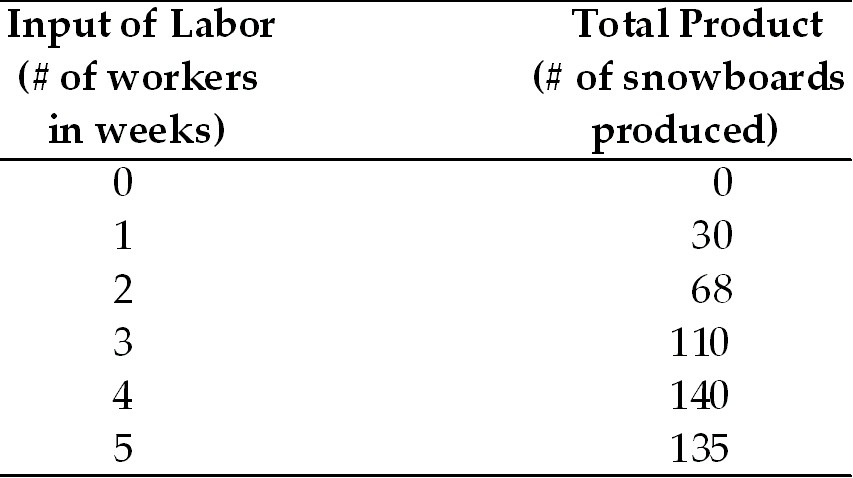 Input of Labor Total Product
(# of workers (# of snowboards
in weeks) produced)
0 0
1 30
2 68
3 110
4 140
5 135